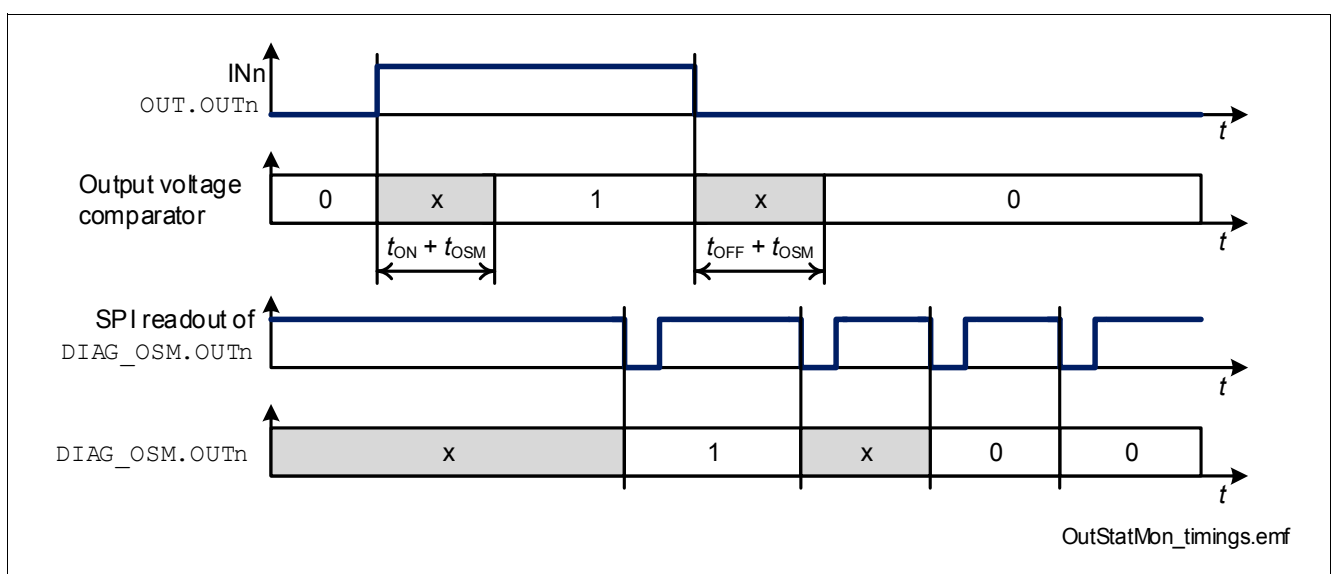 INn
OUT.OUTn
t
Output voltage
comparator
0 x 1 x 0
tON + tOSM tOFF + tOSM
t
SPI readout of
DIAG_OSM.OUTn
t
DIAG_OSM.OUTn x 1 x 0 0
t
OutStatMon_timings.emf